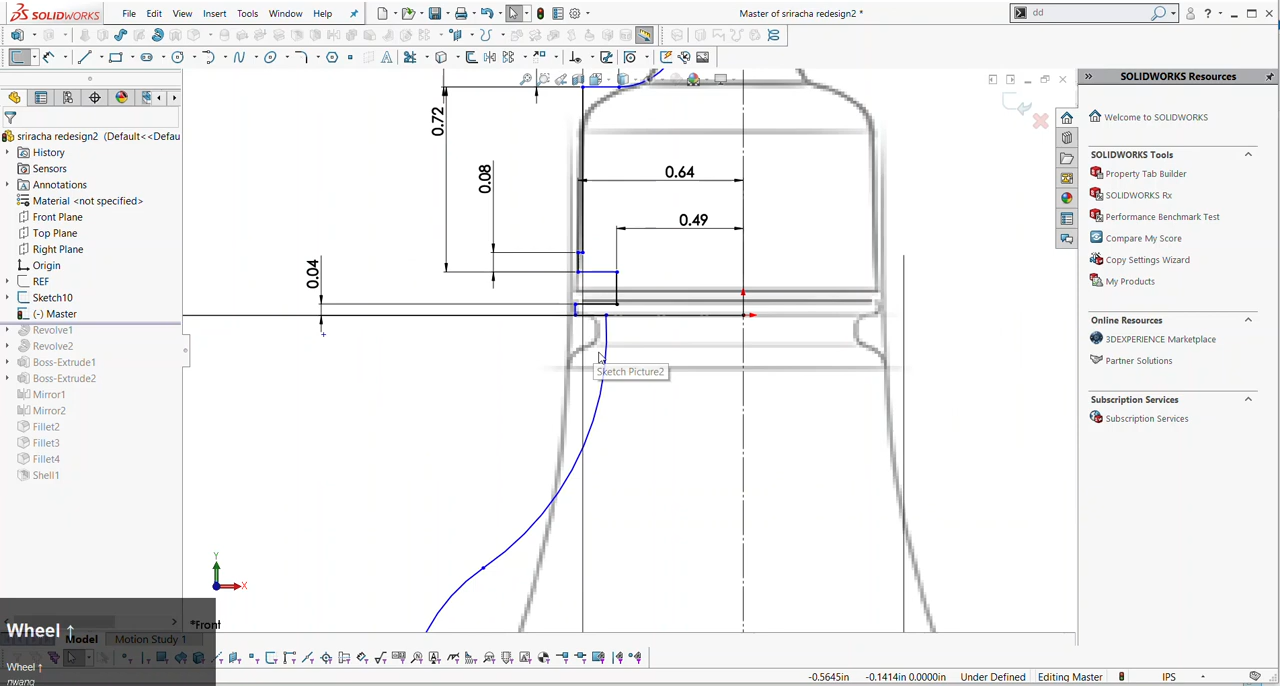 SOLIDWORKS
File
Edit
View
Insert
Tools
Window
Help
Master of sriracha redesign2 *
dd
SOLIDWORKS Resources
sriracha redesign2 (Default<<Defau
History
Sensors
Annotations
Material <not specified>
Front Plane
Top Plane
Right Plane
Origin
REF
Sketch10
(-) Master
Revolve1
Revolve2
Boss-Extrude1
Boss-Extrude2
Mirror1
Mirror2
Fillet2
Fillet3
Fillet4
Shell1
0.72
0.08
0.64
0.49
0.04
Sketch Picture2
Y
X
*Front
Welcome to SOLIDWORKS
SOLIDWORKS Tools
Property Tab Builder
SOLIDWORKS Rx
Performance Benchmark Test
Compare My Score
Copy Settings Wizard
My Products
Online Resources
3DEXPERIENCE Marketplace
Partner Solutions
Subscription Services
Subscription Services
Wheel ↑
Wheel ↑
nwang
Model
Motion Study 1
-0.5645in
-0.1414in 0.0000in
Under Defined
Editing Master
IPS